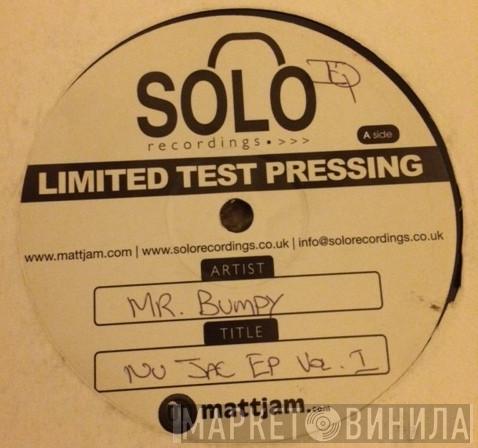 SOLO
recordings • >>>
EP
A side
LIMITED TEST PRESSING
www.mattjam.com | www.solorecordings.co.uk | info@solorecordings.co.uk
ARTIST
MR. BUMPY
TITLE
NU JAC EP VOL. I
mattjam.com
МАРКЕТ ВИНИЛА